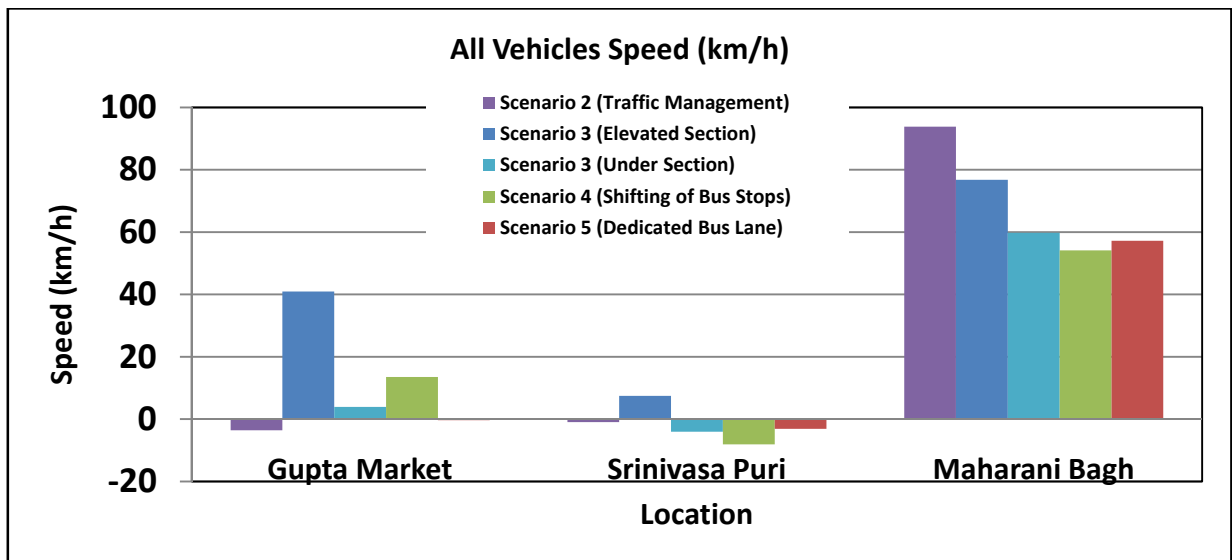 All Vehicles Speed (km/h)
Speed (km/h)
100
80
60
40
20
0
-20
Scenario 2 (Traffic Management)
Scenario 3 (Elevated Section)
Scenario 3 (Under Section)
Scenario 4 (Shifting of Bus Stops)
Scenario 5 (Dedicated Bus Lane)
Gupta Market
Srinivasa Puri
Maharani Bagh
Location